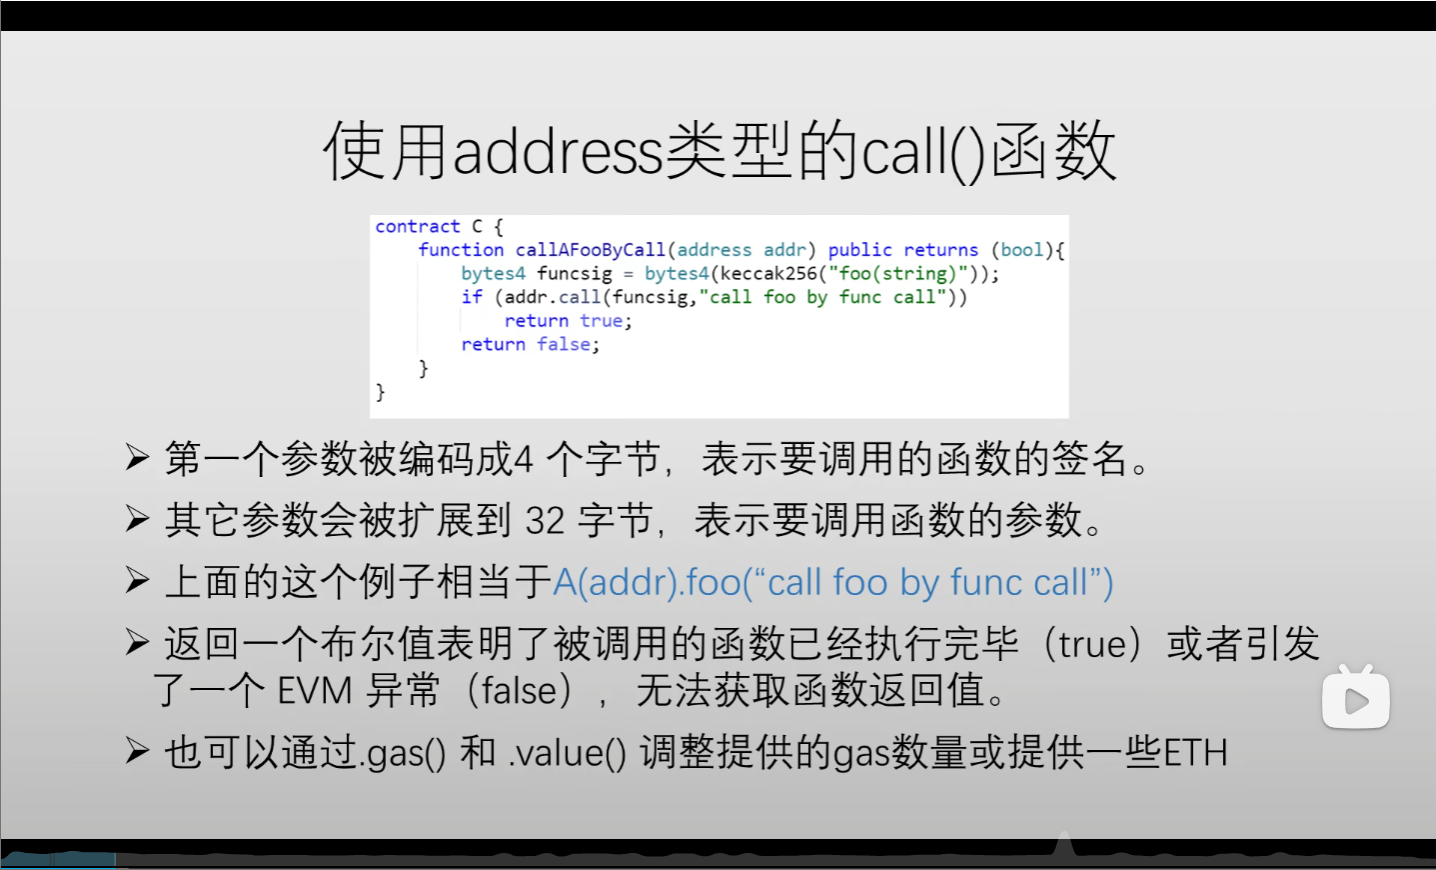 使用address类型的call()函数
contract C {
function callAFooByCall(address addr) public returns (bool){
bytes4 funcsig = bytes4(keccak256("foo(string)"));
if (addr.call(funcsig,"call foo by func call"))
return true;
return false;
}
}
➢ 第一个参数被编码成4 个字节，表示要调用的函数的签名。
➢ 其它参数会被扩展到 32 字节，表示要调用函数的参数。
➢ 上面的这个例子相当于A(addr).foo(“call foo by func call”)
➢ 返回一个布尔值表明了被调用的函数已经执行完毕（true）或者引发
了一个 EVM 异常（false），无法获取函数返回值。
➢ 也可以通过.gas() 和 .value() 调整提供的gas数量或提供一些ETH